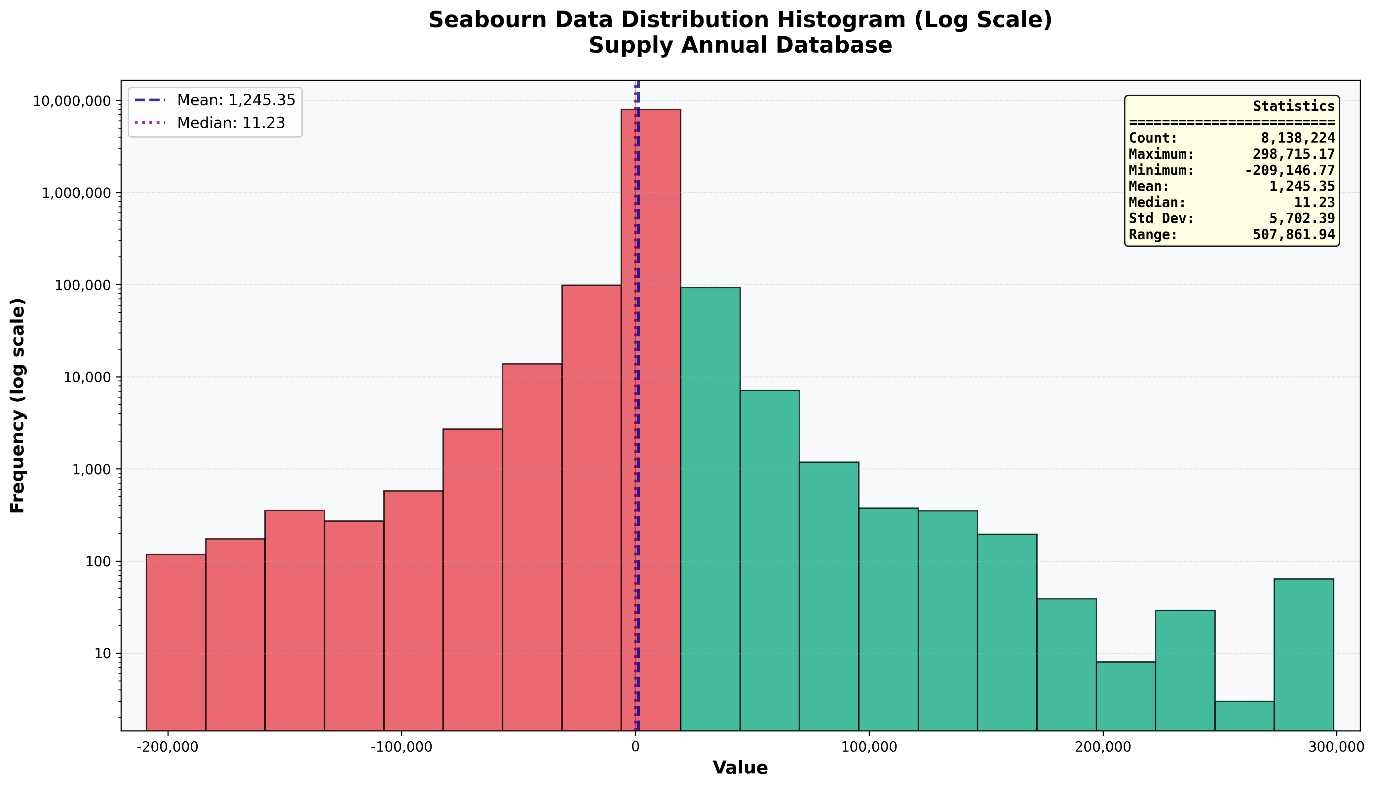 Seabourn Data Distribution Histogram (Log Scale)
Supply Annual Database
Mean: 1,245.35
Median: 11.23
Statistics
=========================
Count: 8,138,224
Maximum: 298,715.17
Minimum: -209,146.77
Mean: 1,245.35
Median: 11.23
Std Dev: 5,702.39
Range: 507,861.94
Frequency (log scale)
10,000,000
1,000,000
100,000
10,000
1,000
100
10
-200,000 -100,000 0 100,000 200,000 300,000
Value